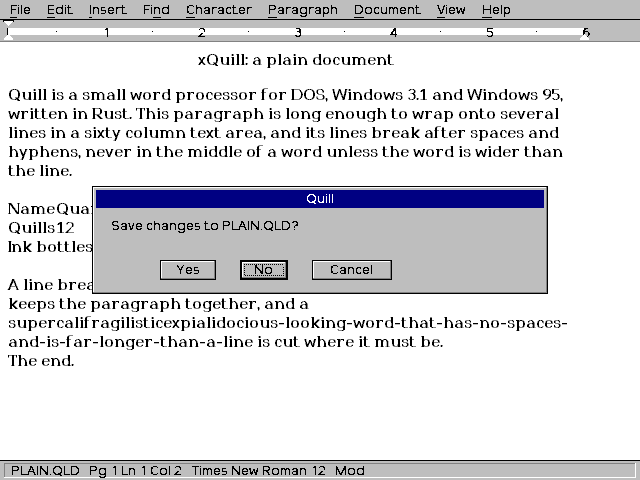 File Edit Insert Find Character Paragraph Document View Help
1 2 3 4 5 6
xQuill: a plain document
Quill is a small word processor for DOS, Windows 3.1 and Windows 95,
written in Rust. This paragraph is long enough to wrap onto several
lines in a sixty column text area, and its lines break after spaces and
hyphens, never in the middle of a word unless the word is wider than
the line.
Quill
NameQua
Save changes to PLAIN.QLD?
Quills12
Ink bottles
Yes No Cancel
A line brea
keeps the paragraph together, and a
supercalifragilisticexpialidocious-looking-word-that-has-no-spaces-
and-is-far-longer-than-a-line is cut where it must be.
The end.
PLAIN.QLD Pg 1 Ln 1 Col 2 Times New Roman 12 Mod